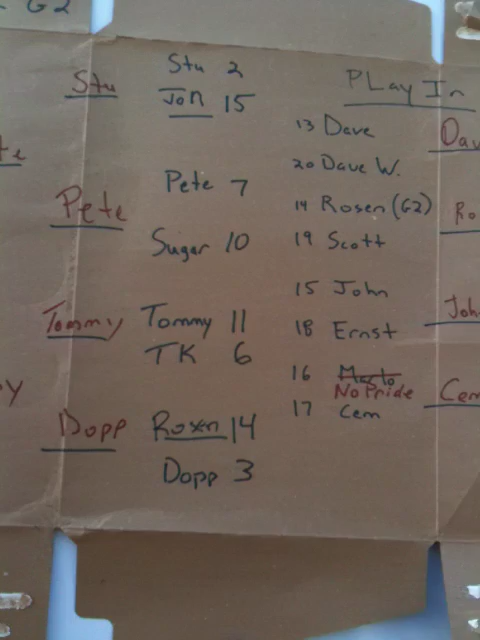 G2
Stu
Stu 2
Jon 15
Pete
Pete 7
Sugar 10
Tommy
Tommy 11
TK 6
Dopp
Rosen 14
Dopp 3
PLay In
13 Dave
20 Dave W.
14 Rosen (G2)
19 Scott
15 John
18 Ernst
16
No Pride
17 Cem
Dav
Ro
Joh
Cem